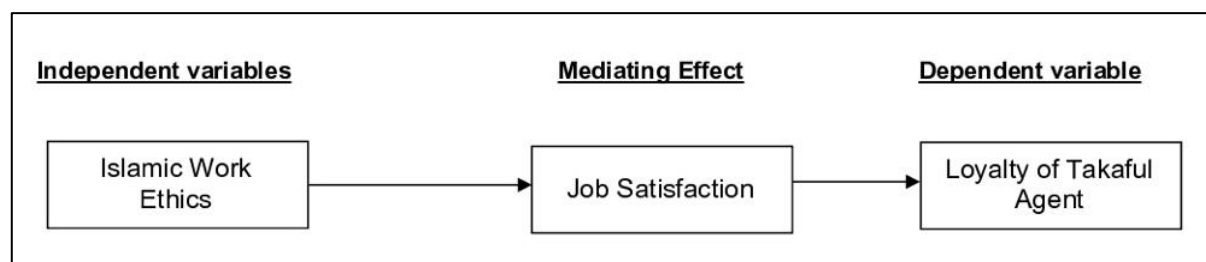 Independent variables
Mediating Effect
Dependent variable
Islamic Work
Ethics
Job Satisfaction
Loyalty of Takaful
Agent